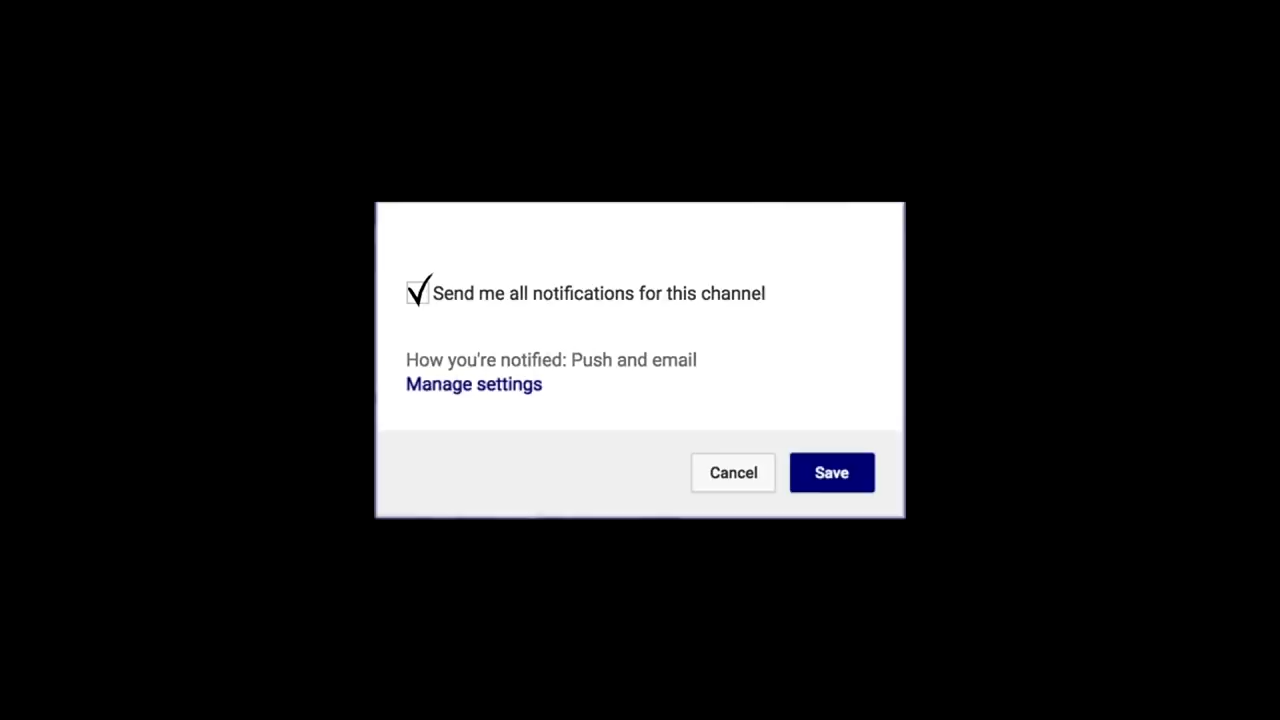 Send me all notifications for this channel
How you're notified: Push and email
Manage settings
Cancel Save